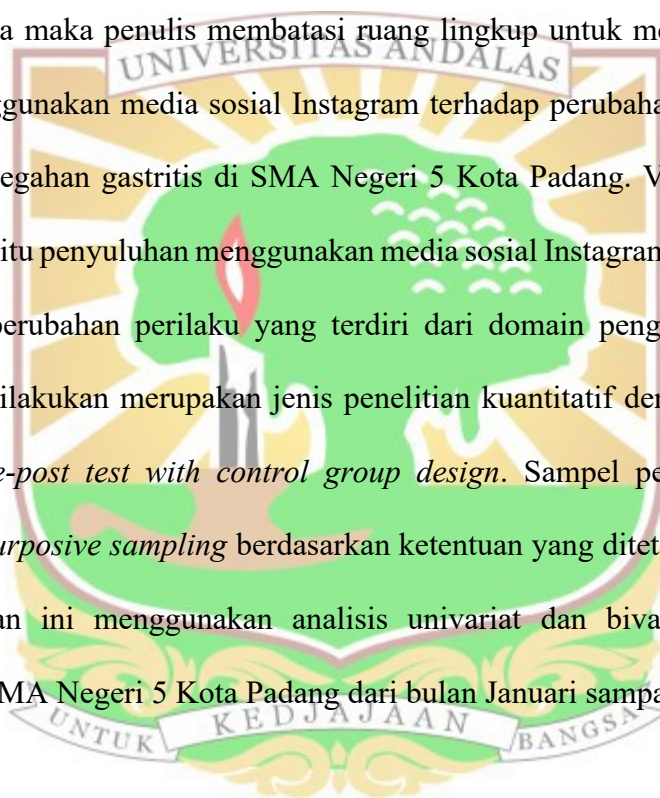 a maka penulis membatasi ruang lingkup untuk me
UNIVERSITAS ANDALAS
ggunakan media sosial Instagram terhadap perubaha
egahan gastritis di SMA Negeri 5 Kota Padang. V
itu penyuluhan menggunakan media sosial Instagram
perubahan perilaku yang terdiri dari domain peng
ilakukan merupakan jenis penelitian kuantitatif den
e-post test with control group design. Sampel pe
urposive sampling berdasarkan ketentuan yang ditet
an ini menggunakan analisis univariat dan biva
MA Negeri 5 Kota Padang dari bulan Januari sampa
UNTUK KEDJAJAAN BANGSA